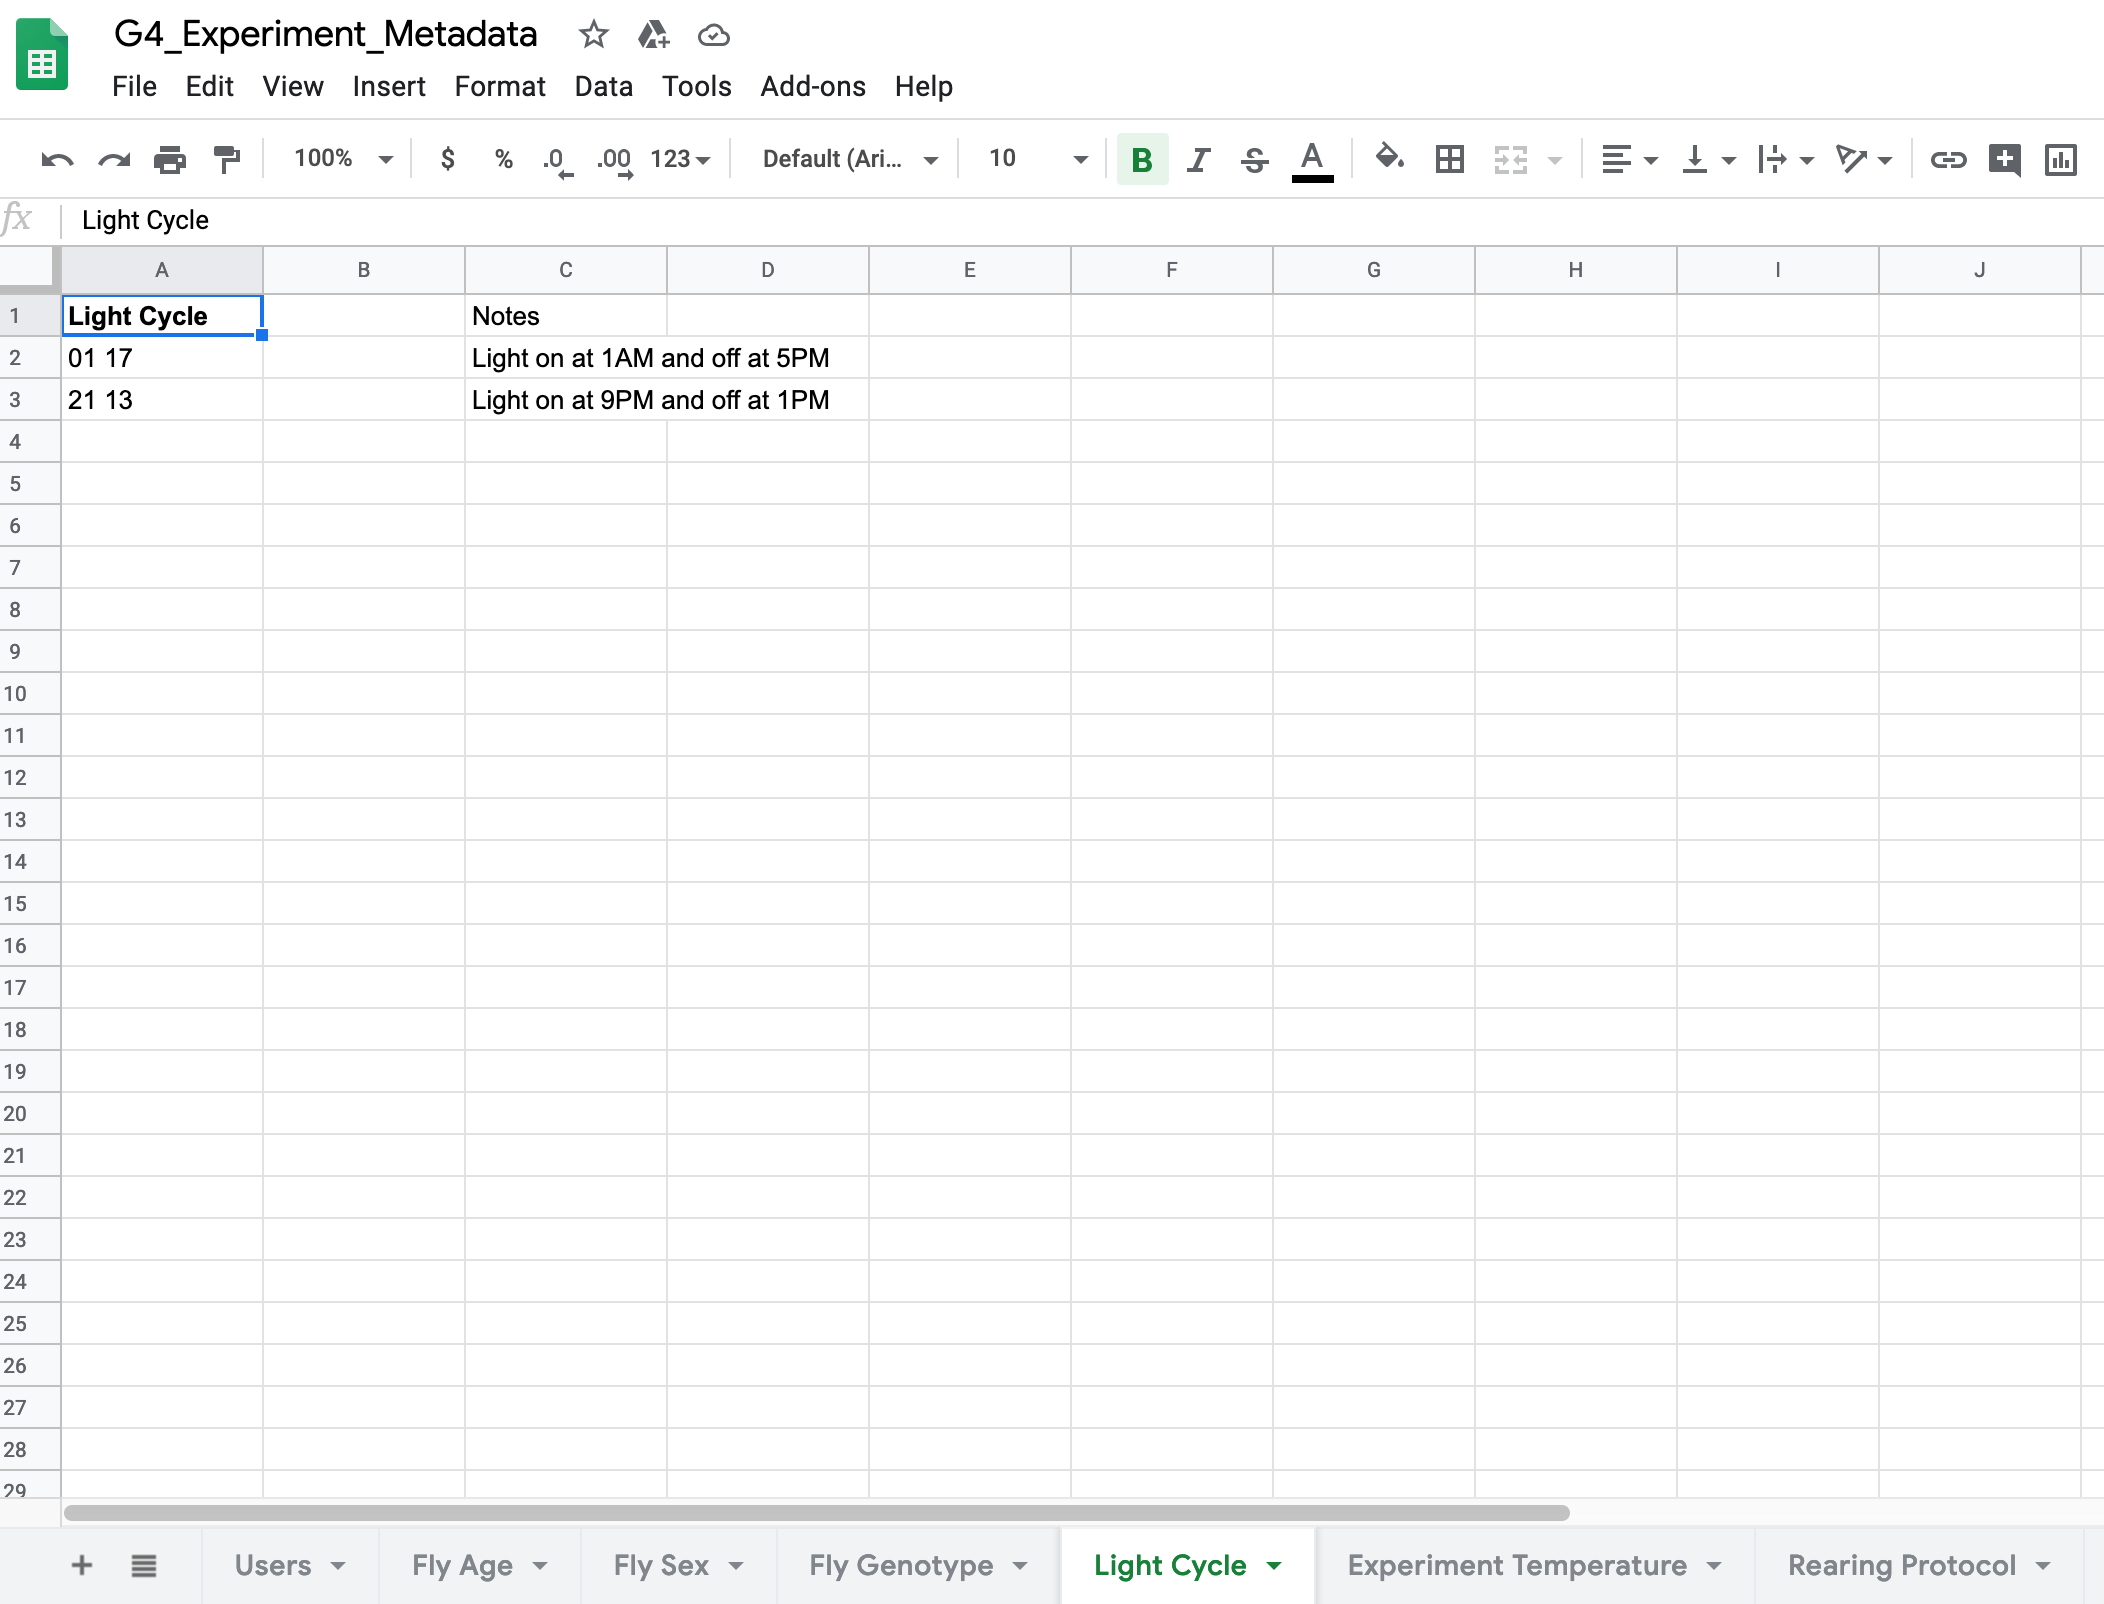 G4_Experiment_Metadata
File Edit View Insert Format Data Tools Add-ons Help
100% $ % .0 .00 123 Default (Ari... 10 B I S A
fx Light Cycle
A B C D E F G H I J
1 Light Cycle Notes
2 01 17 Light on at 1AM and off at 5PM
3 21 13 Light on at 9PM and off at 1PM
4
5
6
7
8
9
10
11
12
13
14
15
16
17
18
19
20
21
22
23
24
25
26
27
28
29
+ Users Fly Age Fly Sex Fly Genotype Light Cycle Experiment Temperature Rearing Protocol